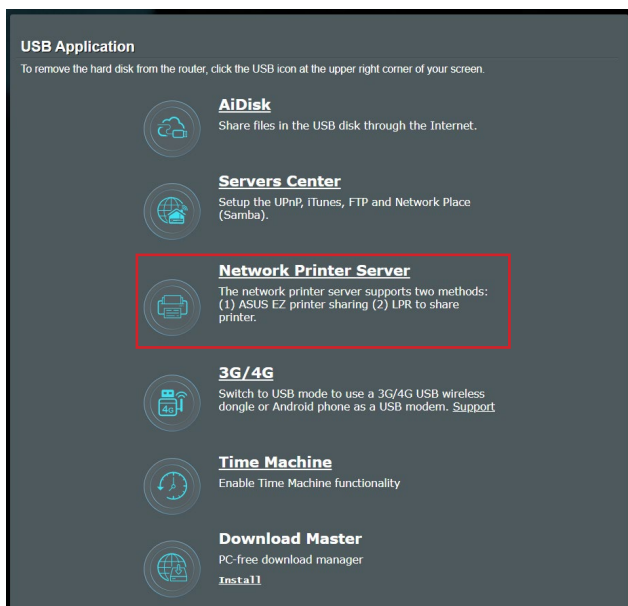 USB Application
To remove the hard disk from the router, click the USB icon at the upper right corner of your screen.
AiDisk
Share files in the USB disk through the Internet.
Servers Center
Setup the UPnP, iTunes, FTP and Network Place
(Samba).
Network Printer Server
The network printer server supports two methods:
(1) ASUS EZ printer sharing (2) LPR to share
printer.
3G/4G
Switch to USB mode to use a 3G/4G USB wireless
dongle or Android phone as a USB modem. Support
4G
Time Machine
Enable Time Machine functionality
Download Master
PC-free download manager
Install